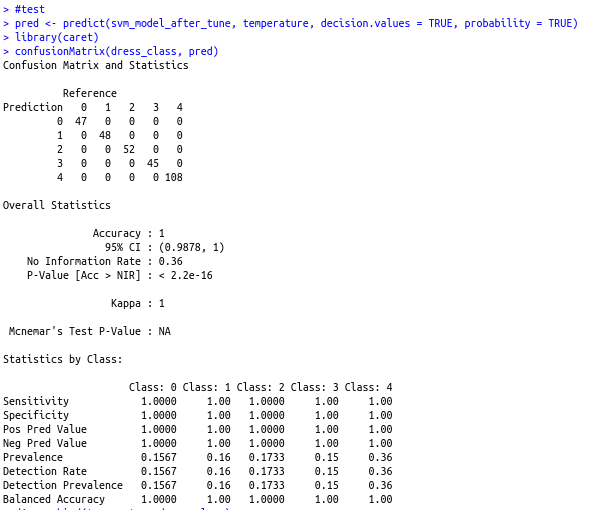 > #test
> pred <- predict(svm_model_after_tune, temperature, decision.values = TRUE, probability = TRUE)
> library(caret)
> confusionMatrix(dress_class, pred)
Confusion Matrix and Statistics
Reference
Prediction 0 1 2 3 4
0 47 0 0 0 0
1 0 48 0 0 0
2 0 0 52 0 0
3 0 0 0 45 0
4 0 0 0 0 108
Overall Statistics
Accuracy : 1
95% CI : (0.9878, 1)
No Information Rate : 0.36
P-Value [Acc > NIR] : < 2.2e-16
Kappa : 1
Mcnemar's Test P-Value : NA
Statistics by Class:
Class: 0 Class: 1 Class: 2 Class: 3 Class: 4
Sensitivity 1.0000 1.00 1.0000 1.00 1.00
Specificity 1.0000 1.00 1.0000 1.00 1.00
Pos Pred Value 1.0000 1.00 1.0000 1.00 1.00
Neg Pred Value 1.0000 1.00 1.0000 1.00 1.00
Prevalence 0.1567 0.16 0.1733 0.15 0.36
Detection Rate 0.1567 0.16 0.1733 0.15 0.36
Detection Prevalence 0.1567 0.16 0.1733 0.15 0.36
Balanced Accuracy 1.0000 1.00 1.0000 1.00 1.00